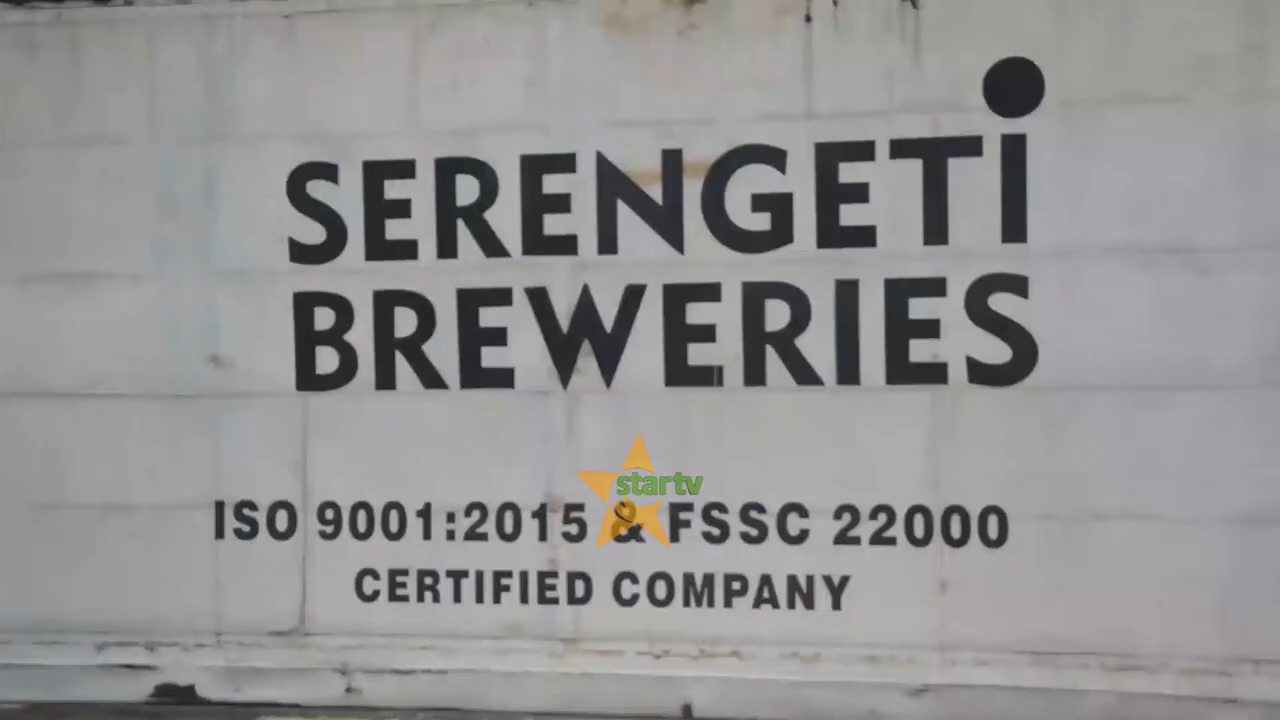 SERENGETi
BREWERIES
startv
ISO 9001:2015 & FSSC 22000
CERTIFIED COMPANY